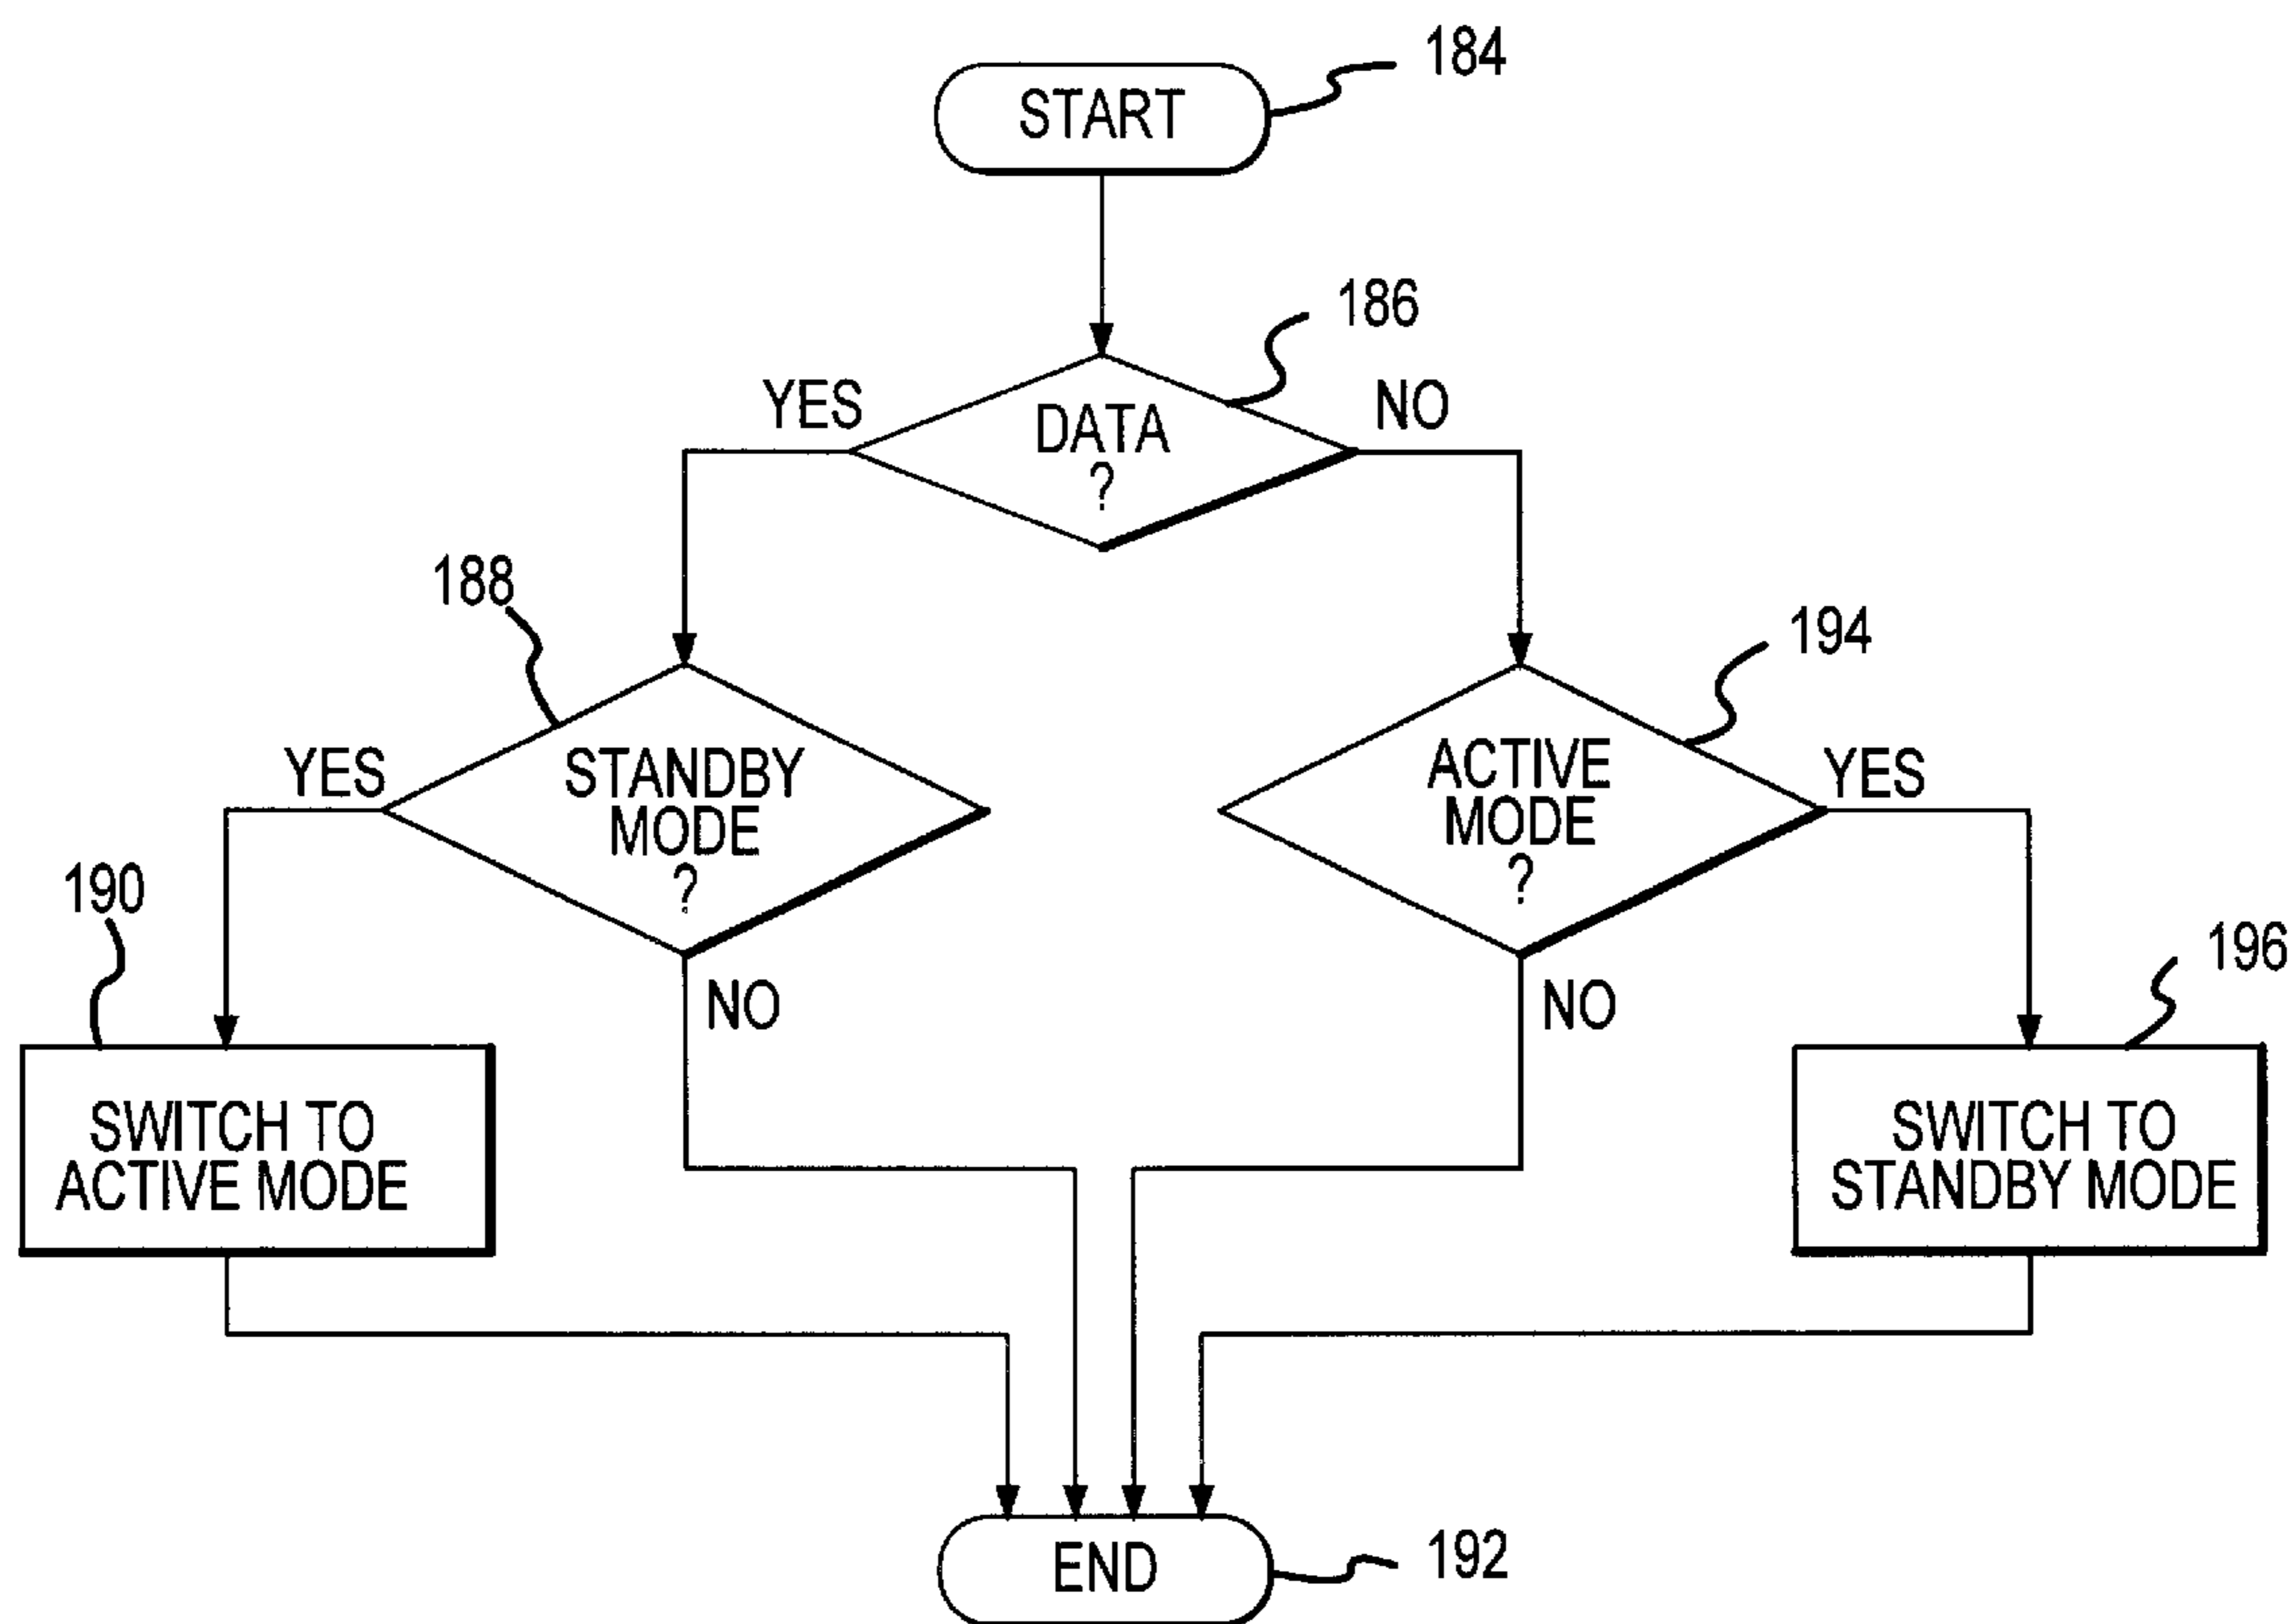 184
START
186
YES
NO
DATA
?
188
194
YES
STANDBY
MODE
?
ACTIVE
MODE
?
YES
190
196
NO
NO
SWITCH TO
ACTIVE MODE
SWITCH TO
STANDBY MODE
END
192